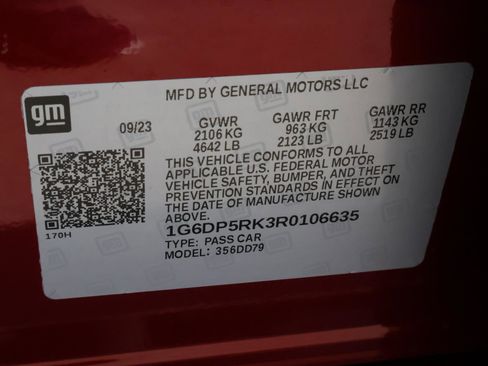 MFD BY GENERAL MOTORS LLC
gm
09/23 GVWR GAWR FRT GAWR RR
2106 KG 963 KG 1143 KG
4642 LB 2123 LB 2519 LB
THIS VEHICLE CONFORMS TO ALL
APPLICABLE U.S. FEDERAL MOTOR
VEHICLE SAFETY, BUMPER, AND THEFT
PREVENTION STANDARDS IN EFFECT ON
THE DATE OF MANUFACTURE SHOWN
ABOVE.
1G6DP5RK3R0106635
170H
TYPE: PASS CAR
MODEL: 356DD79